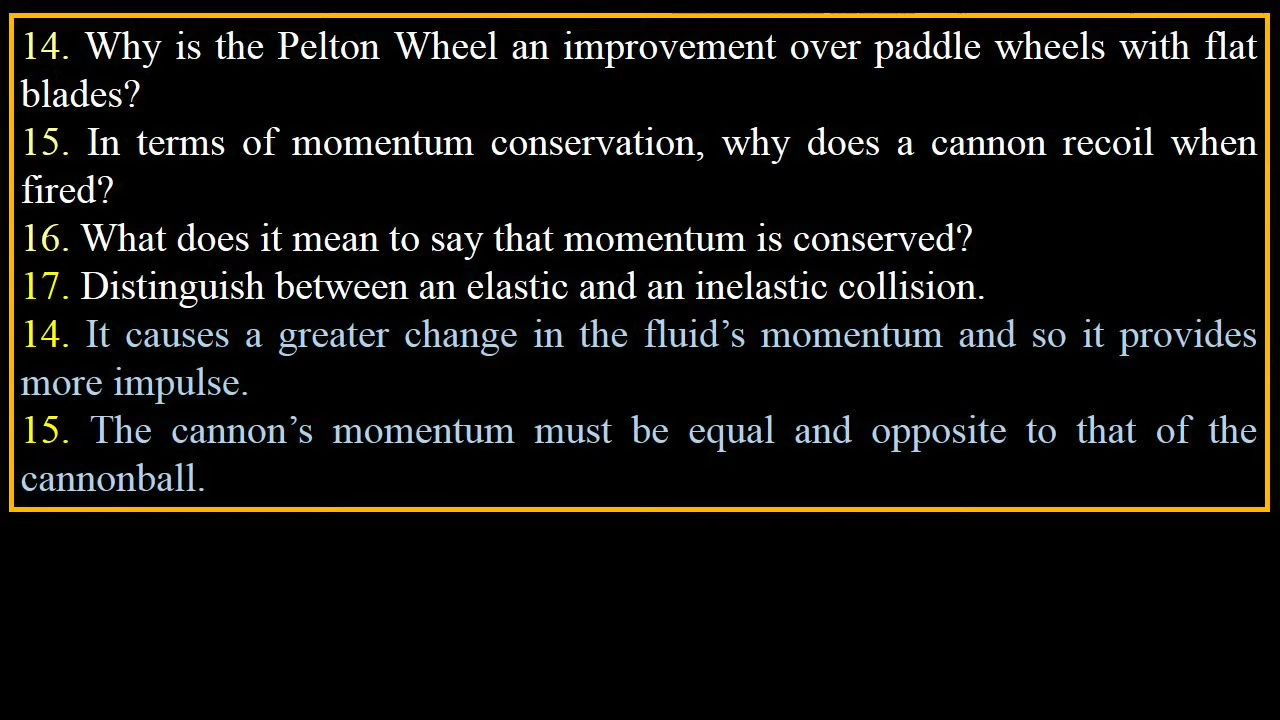 14. Why is the Pelton Wheel an improvement over paddle wheels with flat
blades?
15. In terms of momentum conservation, why does a cannon recoil when
fired?
16. What does it mean to say that momentum is conserved?
17. Distinguish between an elastic and an inelastic collision.
14. It causes a greater change in the fluid’s momentum and so it provides
more impulse.
15. The cannon’s momentum must be equal and opposite to that of the
cannonball.